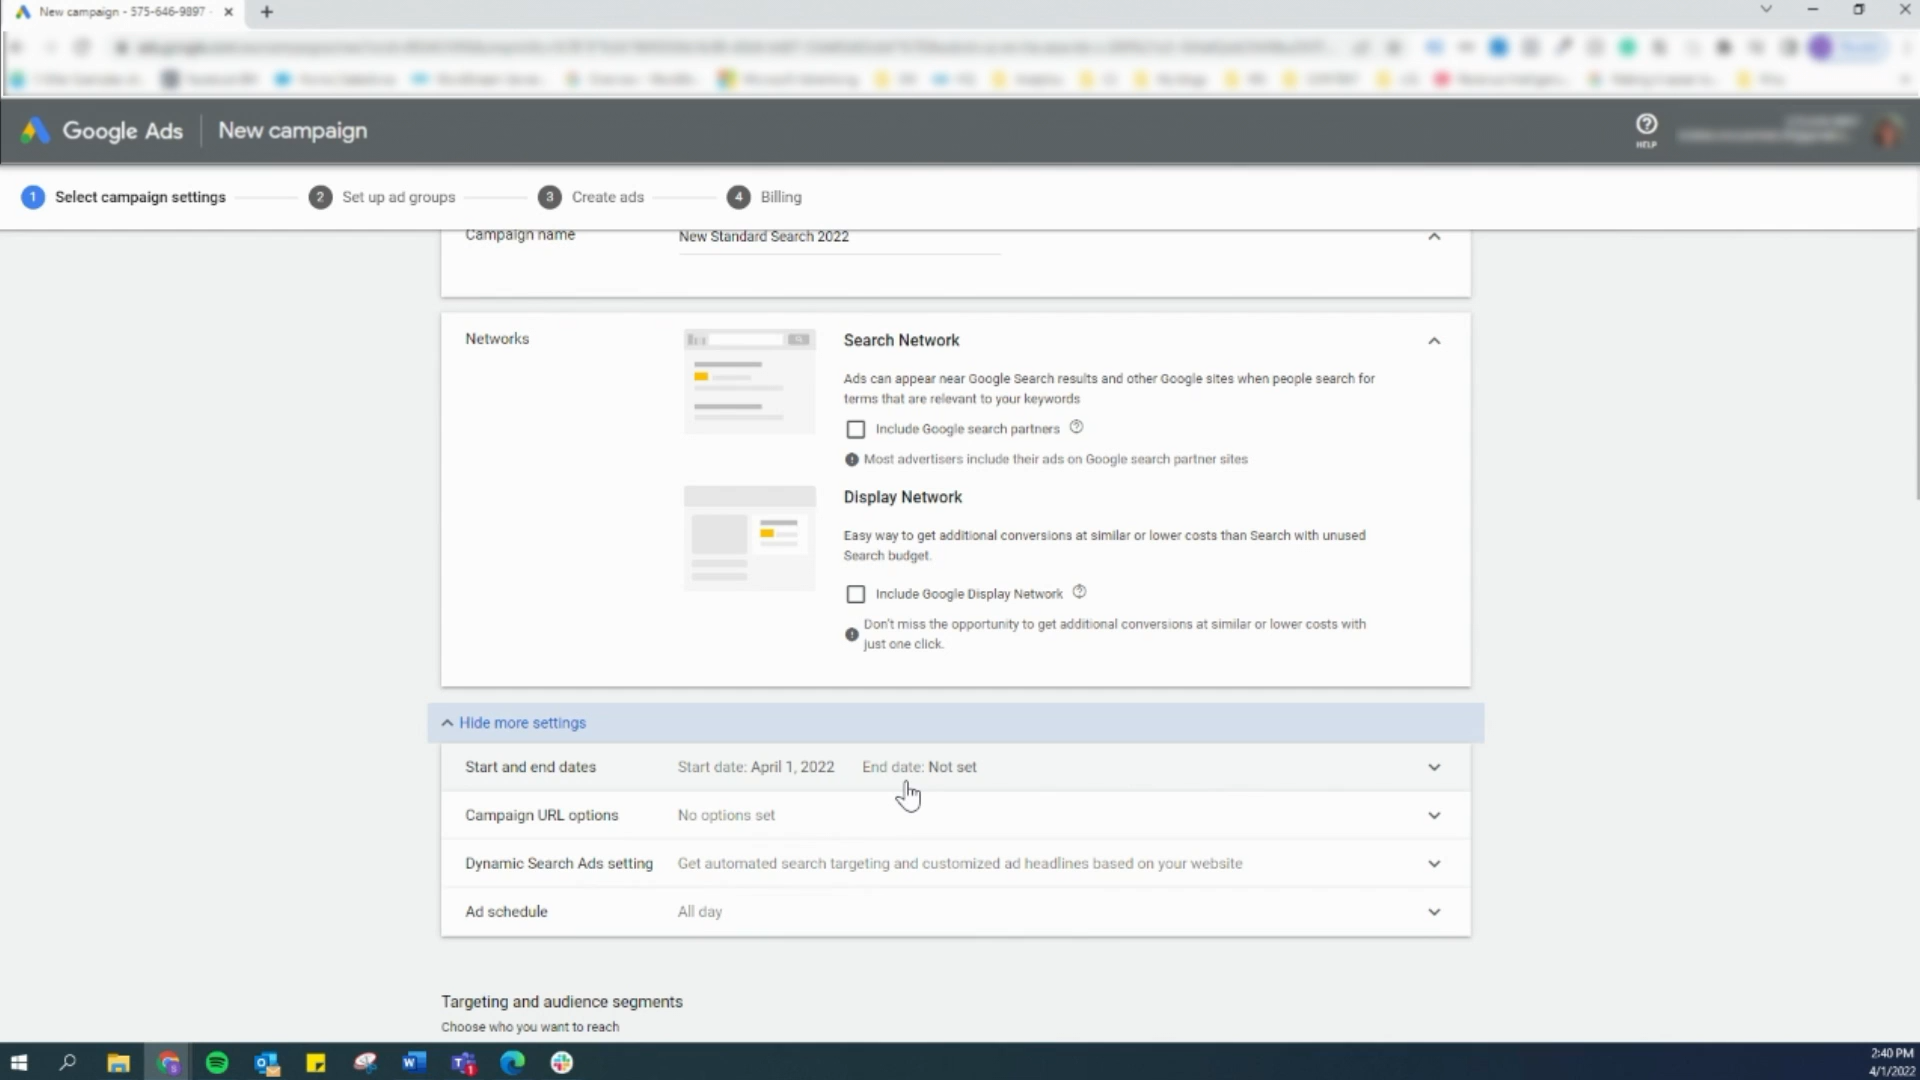 New campaign - 575-646-9897 -
Google Ads
New campaign
HELP
1 Select campaign settings
2 Set up ad groups
3 Create ads
4 Billing
Campaign name
New Standard Search 2022
Networks
Search Network
Ads can appear near Google Search results and other Google sites when people search for
terms that are relevant to your keywords
Include Google search partners
Most advertisers include their ads on Google search partner sites
Display Network
Easy way to get additional conversions at similar or lower costs than Search with unused
Search budget.
Include Google Display Network
Don't miss the opportunity to get additional conversions at similar or lower costs with
just one click.
Hide more settings
Start and end dates
Start date: April 1, 2022
End date: Not set
Campaign URL options
No options set
Dynamic Search Ads setting
Get automated search targeting and customized ad headlines based on your website
Ad schedule
All day
Targeting and audience segments
Choose who you want to reach
2:40 PM
4/1/2022